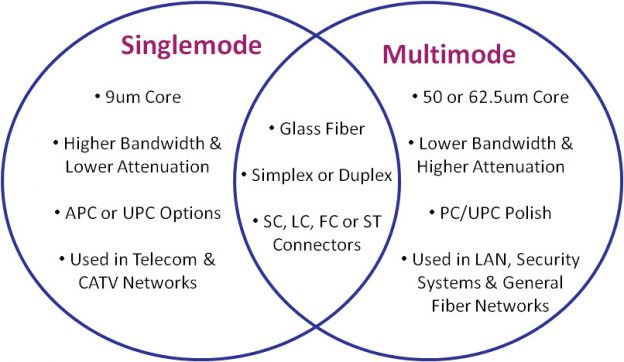 Singlemode
• 9um Core
• Higher Bandwidth &
Lower Attenuation
• APC or UPC Options
• Used in Telecom &
CATV Networks
• Glass Fiber
• Simplex or Duplex
• SC, LC, FC or ST
Connectors
Multimode
• 50 or 62.5um Core
• Lower Bandwidth &
Higher Attenuation
• PC/UPC Polish
• Used in LAN, Security
Systems & General
Fiber Networks